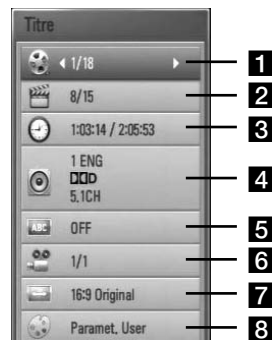 Titre
1/18 1
8/15 2
1:03:14 / 2:05:53 3
1 ENG
D
5.1CH 4
ABC OFF 5
1/1 6
16:9 Original 7
Paramet. User 8